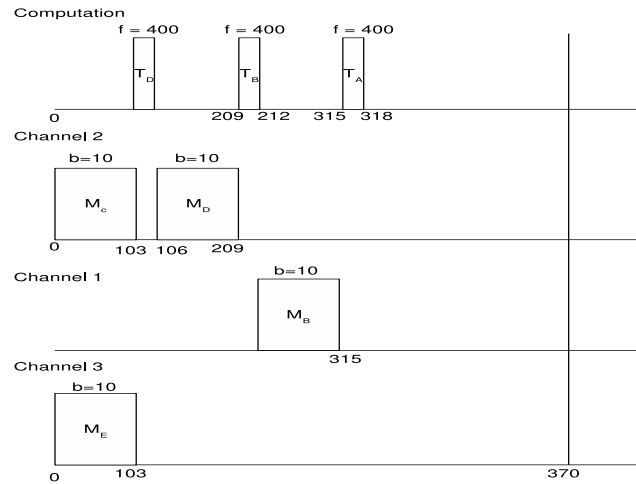 Computation
f = 400 f = 400 f = 400
T_D T_B T_A
0 209 212 315 318
Channel 2
b=10 b=10
M_c M_D
0 103 106 209
Channel 1
b=10
M_B
315
Channel 3
b=10
M_E
0 103 370